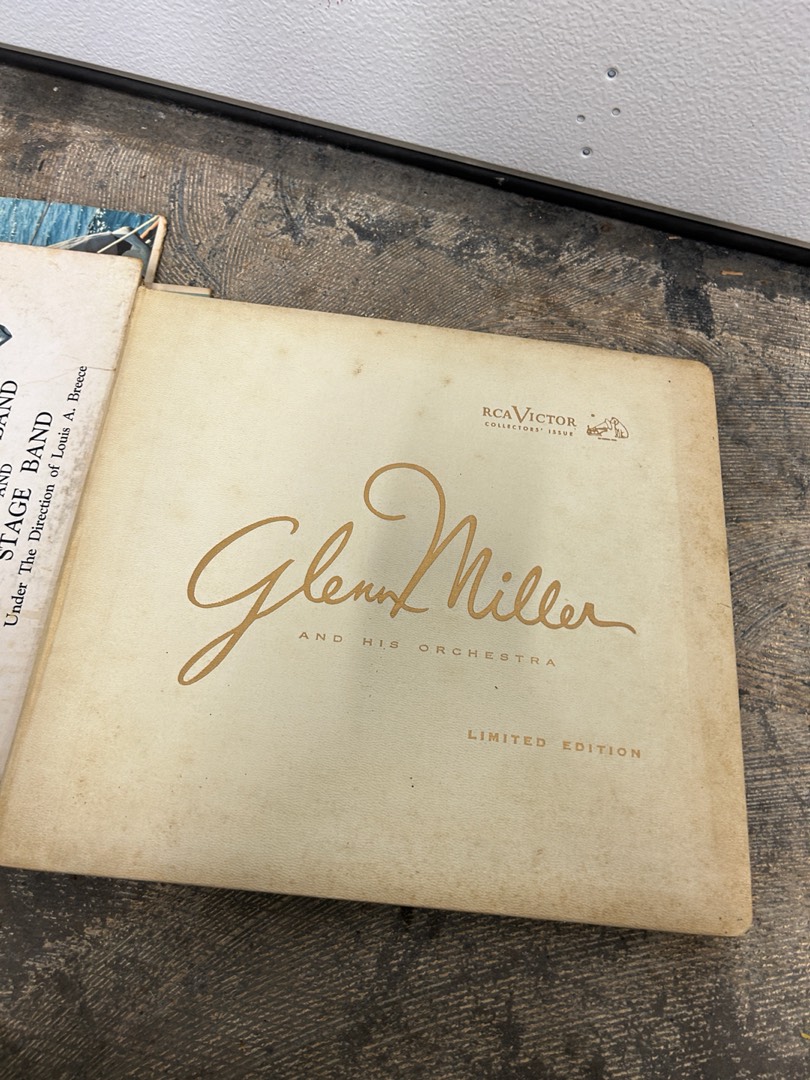 RCA VICTOR
COLLECTORS' ISSUE
Glenn Miller
AND HIS ORCHESTRA
LIMITED EDITION
BAND
AND
STAGE BAND
Under The Direction of Louis A. Breece